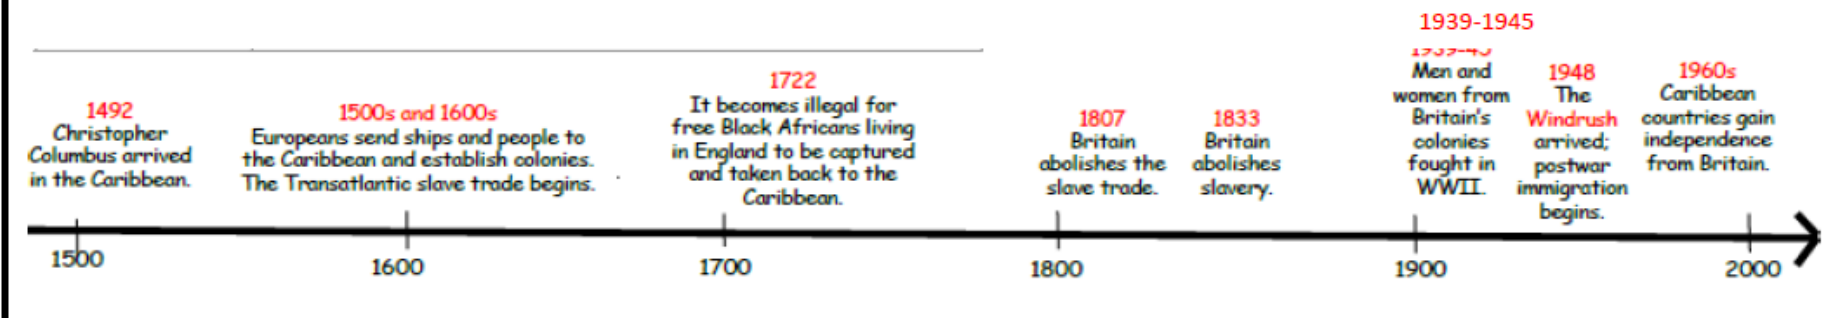 1492
Christopher
Columbus arrived
in the Caribbean.
1500s and 1600s
Europeans send ships and people to
the Caribbean and establish colonies.
The Transatlantic slave trade begins.
1722
It becomes illegal for
free Black Africans living
in England to be captured
and taken back to the
Caribbean.
1807
Britain
abolishes the
slave trade.
1833
Britain
abolishes
slavery.
1939-1945
1939-45
Men and
women from
Britain's
colonies
fought in
WWII.
1948
The
Windrush
arrived;
postwar
immigration
begins.
1960s
Caribbean
countries gain
independence
from Britain.
1500
1600
1700
1800
1900
2000